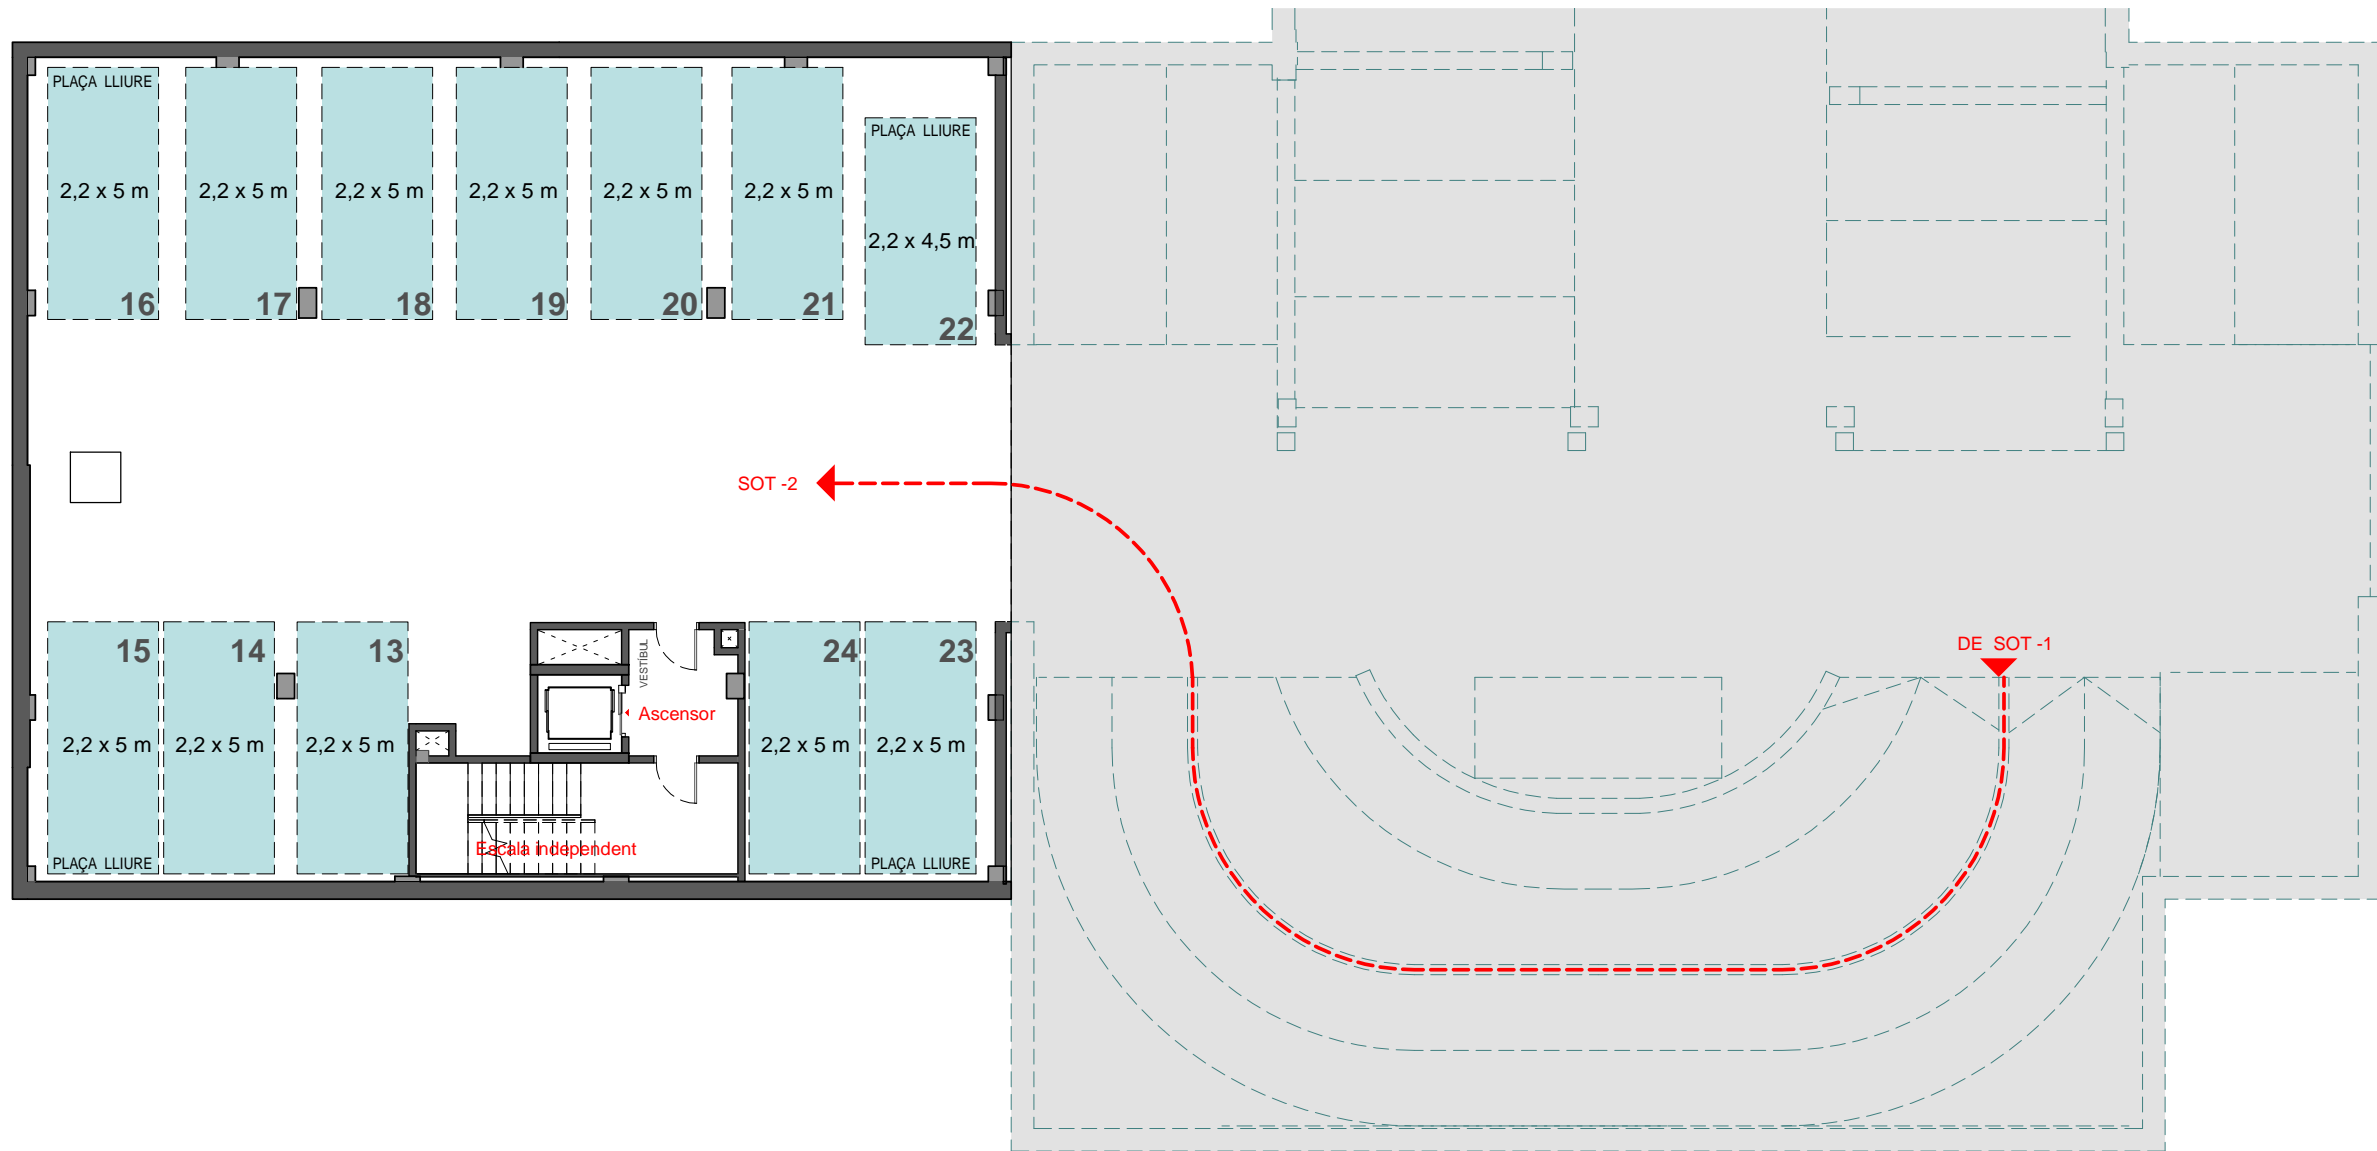 PLAÇA LLIURE
PLAÇA LLIURE
2,2 x 5 m
2,2 x 5 m
2,2 x 5 m
2,2 x 5 m
2,2 x 5 m
2,2 x 5 m
2,2 x 4,5 m
16
17
18
19
20
21
22
SOT -2
DE SOT -1
15
14
13
24
23
VESTÍBUL
Ascensor
2,2 x 5 m
2,2 x 5 m
2,2 x 5 m
2,2 x 5 m
2,2 x 5 m
Escala independent
PLAÇA LLIURE
PLAÇA LLIURE